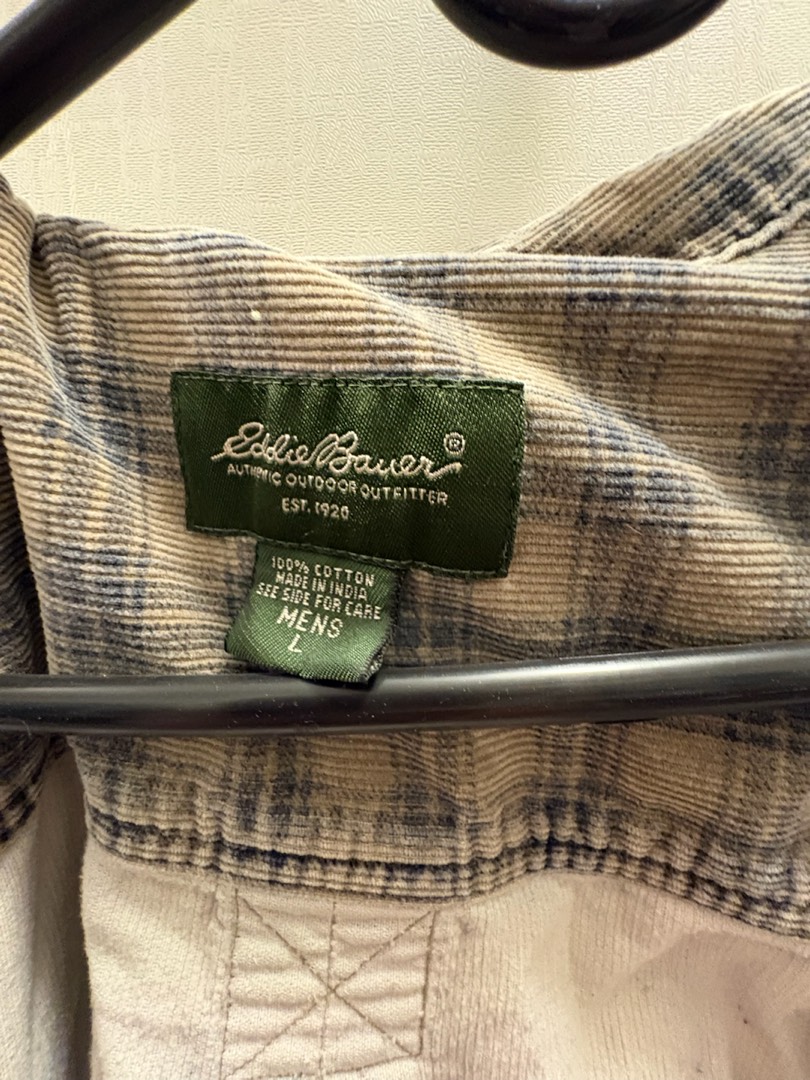 Eddie Bauer®
AUTHENTIC OUTDOOR OUTFITTER
EST. 1920
100% COTTON
MADE IN INDIA
SEE SIDE FOR CARE
MENS
L